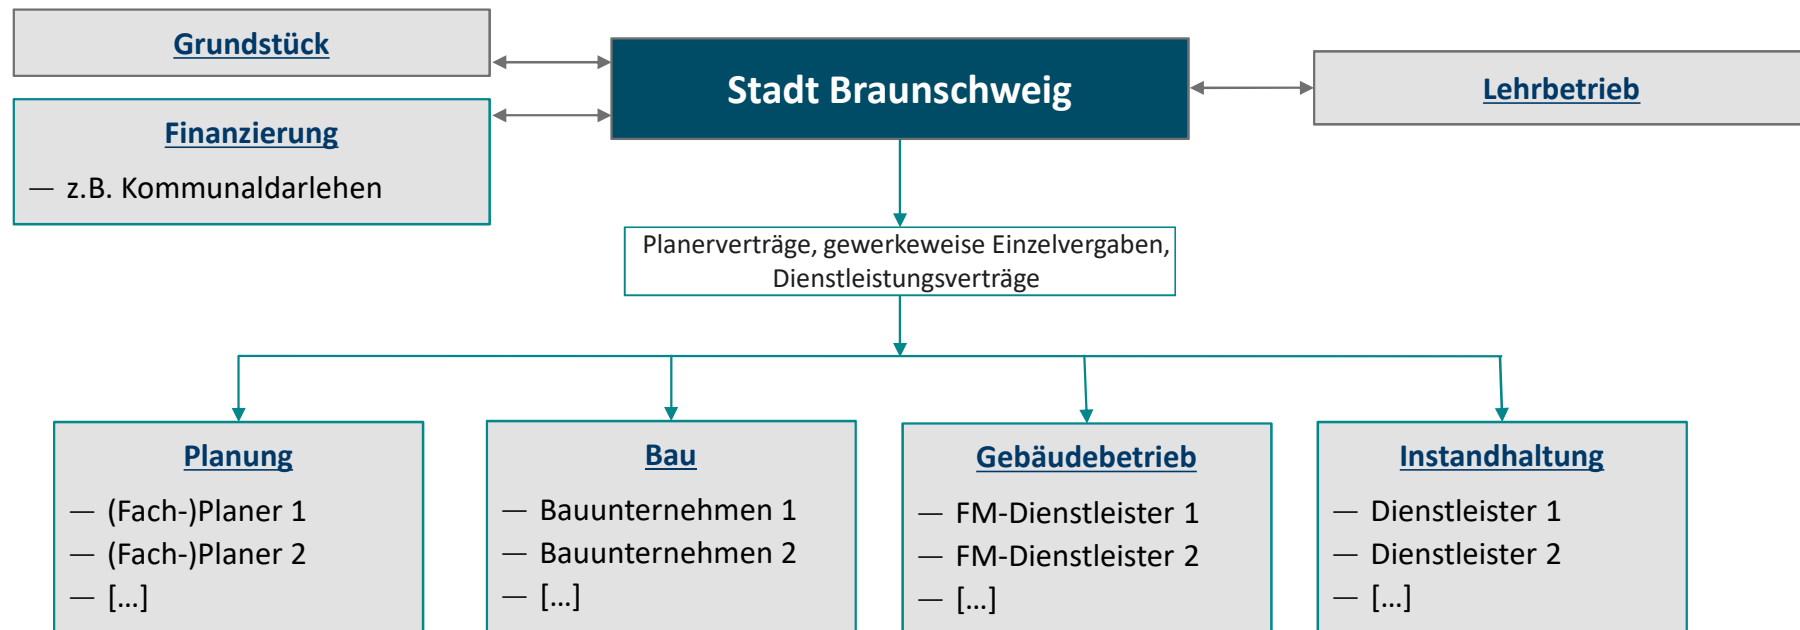 Grundstück
Stadt Braunschweig
Lehrbetrieb
Finanzierung
— z.B. Kommunaldarlehen
Planerverträge, gewerkeweise Einzelvergaben,
Dienstleistungsverträge
Planung
— (Fach-)Planer 1
— (Fach-)Planer 2
— [...]
Bau
— Bauunternehmen 1
— Bauunternehmen 2
— [...]
Gebäudebetrieb
— FM-Dienstleister 1
— FM-Dienstleister 2
— [...]
Instandhaltung
— Dienstleister 1
— Dienstleister 2
— [...]